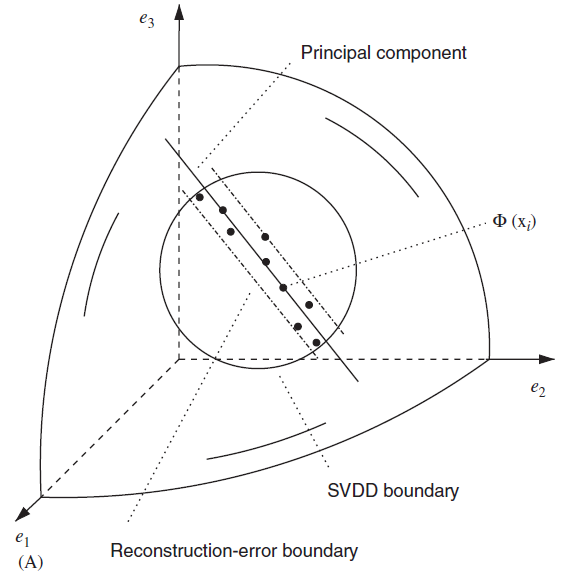 e3
Principal component
Φ (xi)
e2
SVDD boundary
e1
Reconstruction-error boundary
(A)